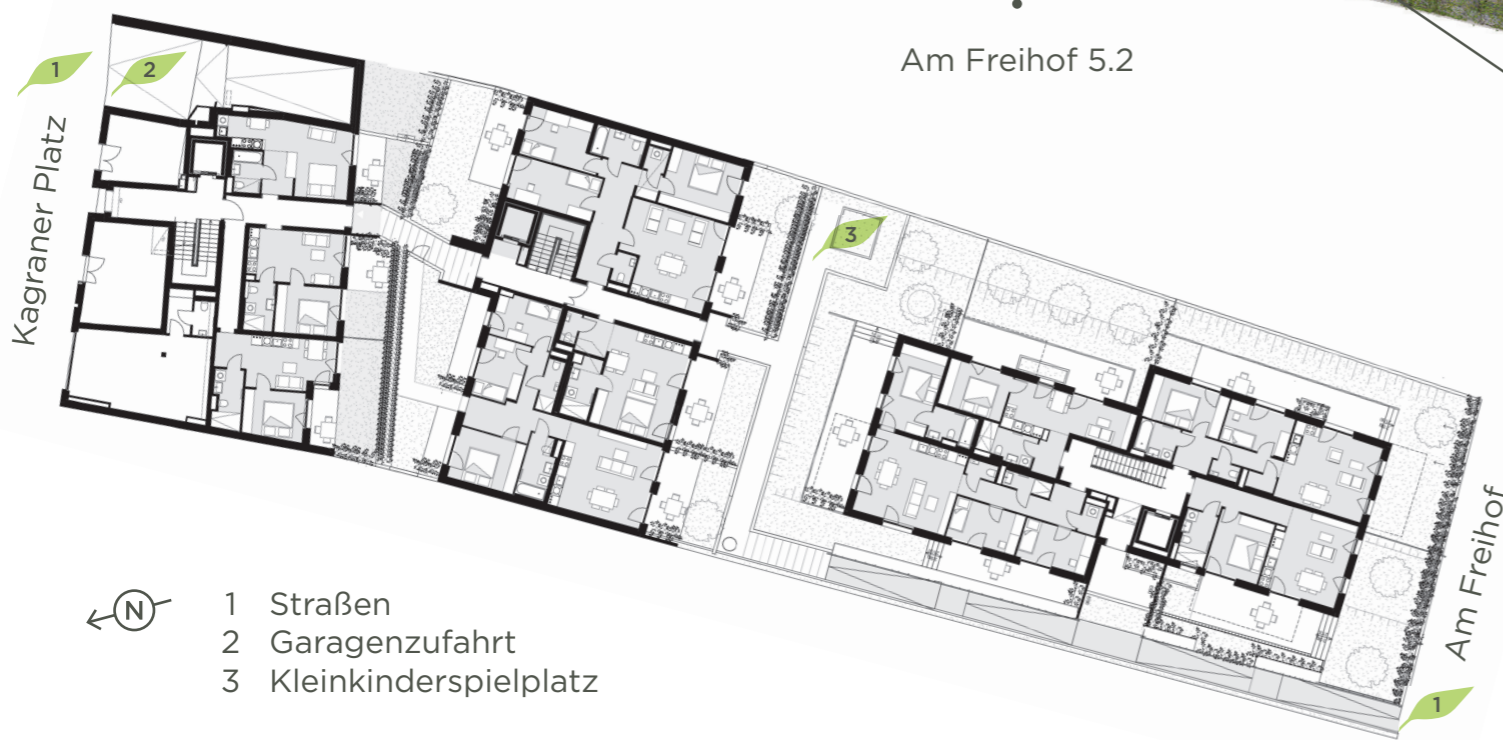 Am Freihof 5.2
1
2
Kagraner Platz
3
N
1 Straßen
2 Garagenzufahrt
3 Kleinkinderspielplatz
Am Freihof
1